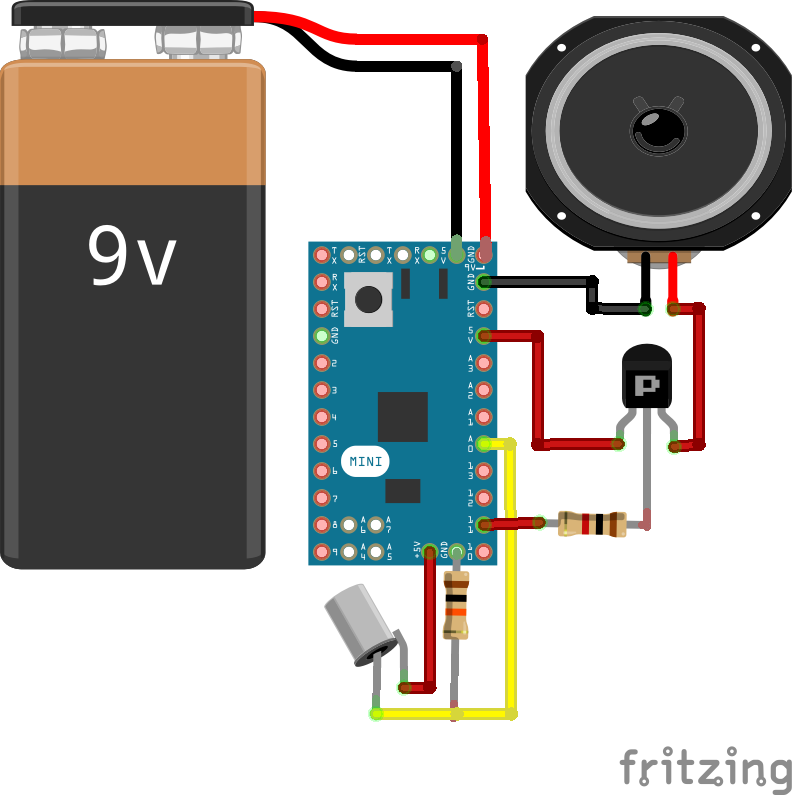 9v
T X
RST
T X
R X
5 V
GND
9V
R X
GND
RST
RST
GND
5 V
2
A 3
3
A 2
4
A 1
5
A 0
6
1 3
MINI
7
1 2
8
A 6
A 7
1 1
9
A 4
A 5
+5V
GND
1 0
P
fritzing